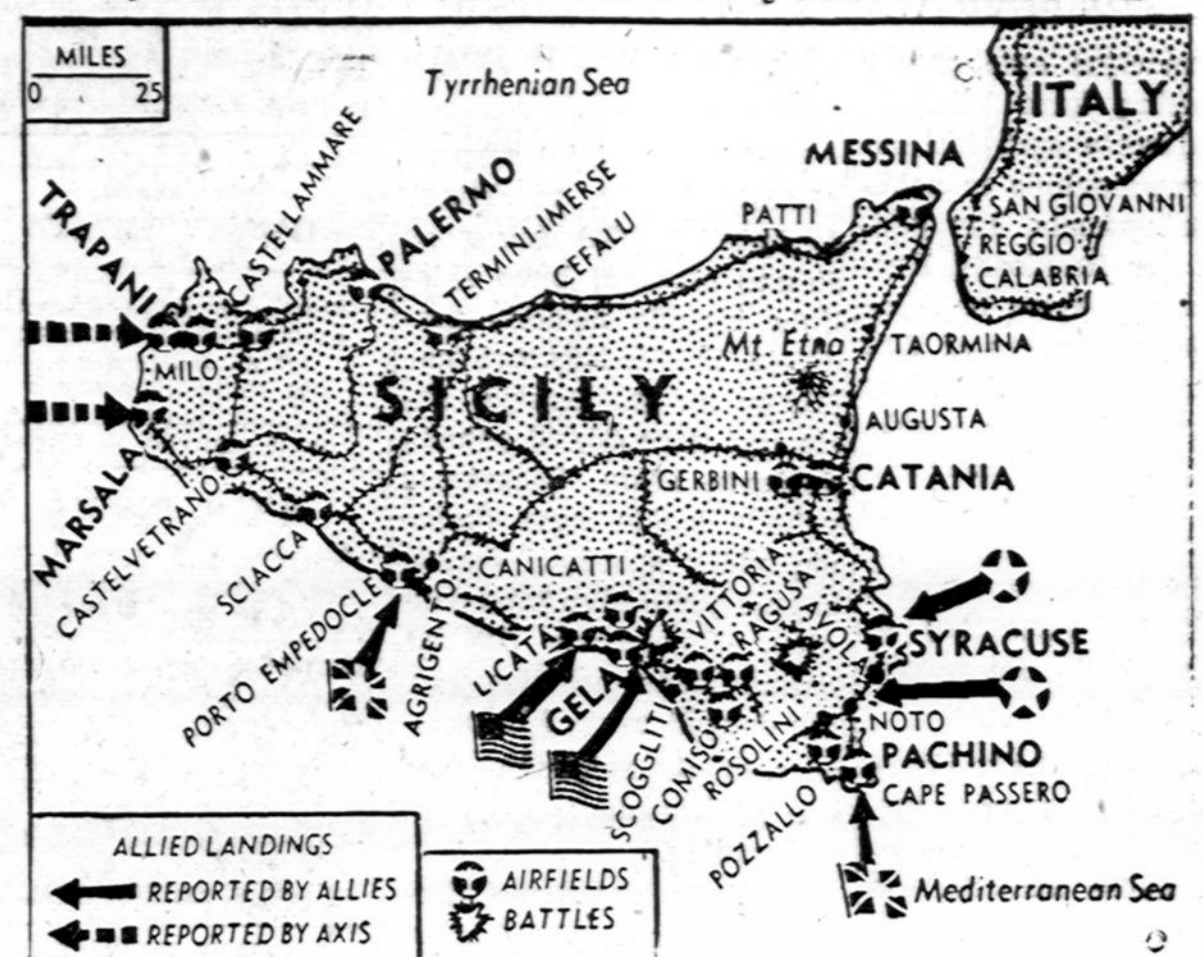 MILES
0 25
Tyrrhenian Sea
ITALY
MESSINA
SAN GIOVANNI
REGGIO
CALABRIA
PATTI
TRAPANI
CASTELLAMMARE
PALERMO
TERMINI-IMERSE
CEFALU
Mt. Etna
TAORMINA
MILO
SICILY
AUGUSTA
GERBINI
CATANIA
MARSALA
CASTELVETRANO
SCIACCA
PORTO EMPEDOCLE
AGRIGENTO
CANICATTI
LICATA
GELA
VITTORIA
RAGUSA
AVOLA
SYRACUSE
SCOGGLITI
COMISO
ROSOLINI
NOTO
PACHINO
CAPE PASSERO
POZZALLO
Mediterranean Sea
ALLIED LANDINGS
REPORTED BY ALLIES
REPORTED BY AXIS
AIRFIELDS
BATTLES